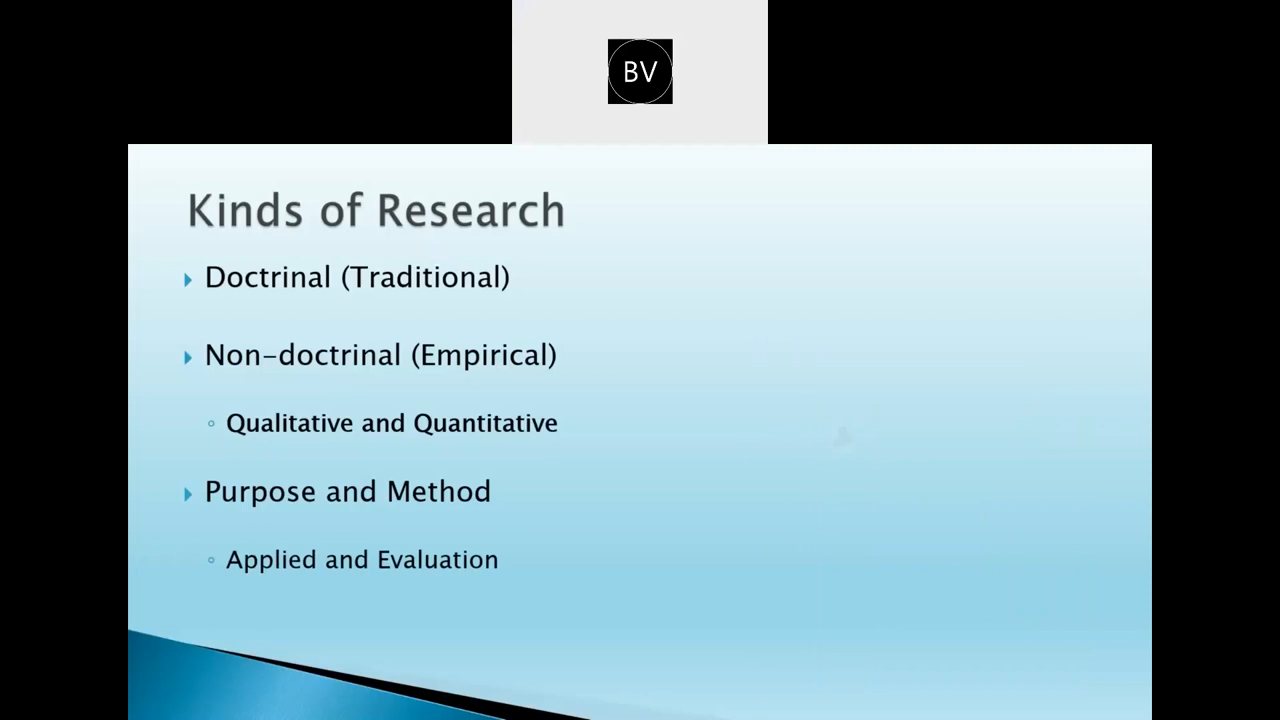 BV
Kinds of Research
Doctrinal (Traditional)
Non-doctrinal (Empirical)
Qualitative and Quantitative
Purpose and Method
Applied and Evaluation